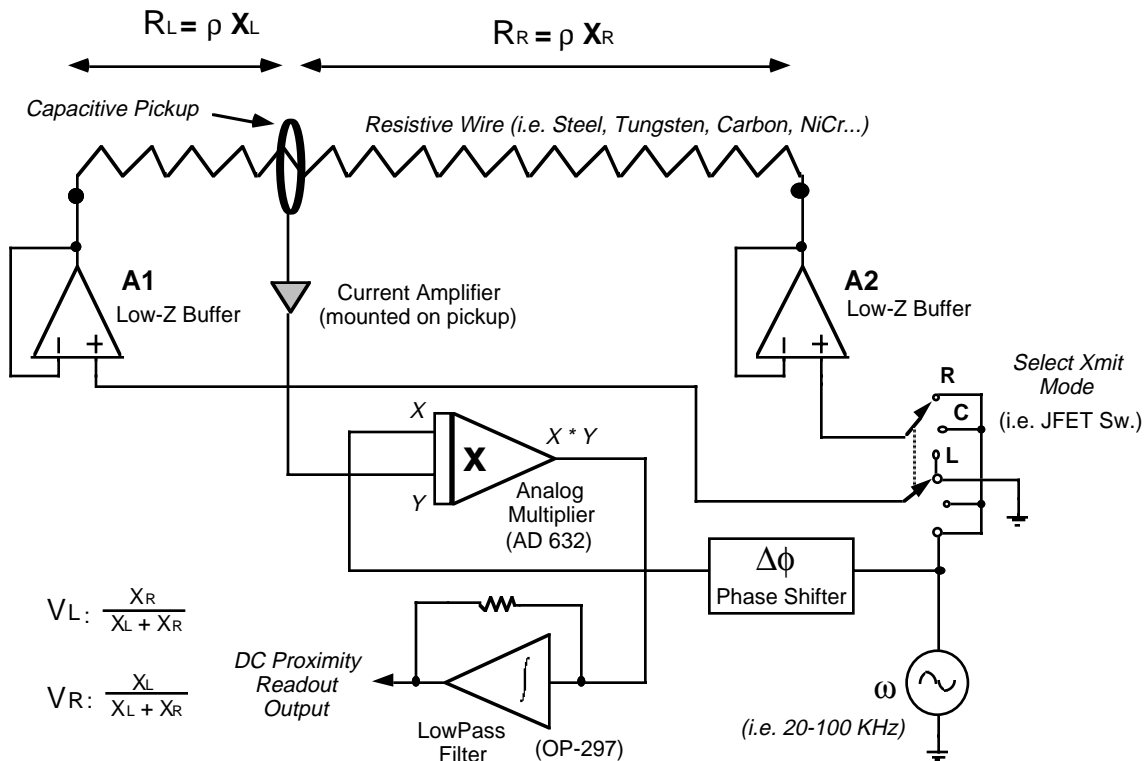 RL = ρ XL
RR = ρ XR
Capacitive Pickup
Resistive Wire (i.e. Steel, Tungsten, Carbon, NiCr...)
A1
Low-Z Buffer
Current Amplifier
(mounted on pickup)
A2
Low-Z Buffer
Select Xmit
Mode
(i.e. JFET Sw.)
R
C
L
X
Y
X
X * Y
Analog
Multiplier
(AD 632)
Δϕ
Phase Shifter
VL: XR
XL + XR
VR: XL
XL + XR
DC Proximity
Readout
Output
∫
LowPass
Filter
(OP-297)
ω
(i.e. 20-100 KHz)